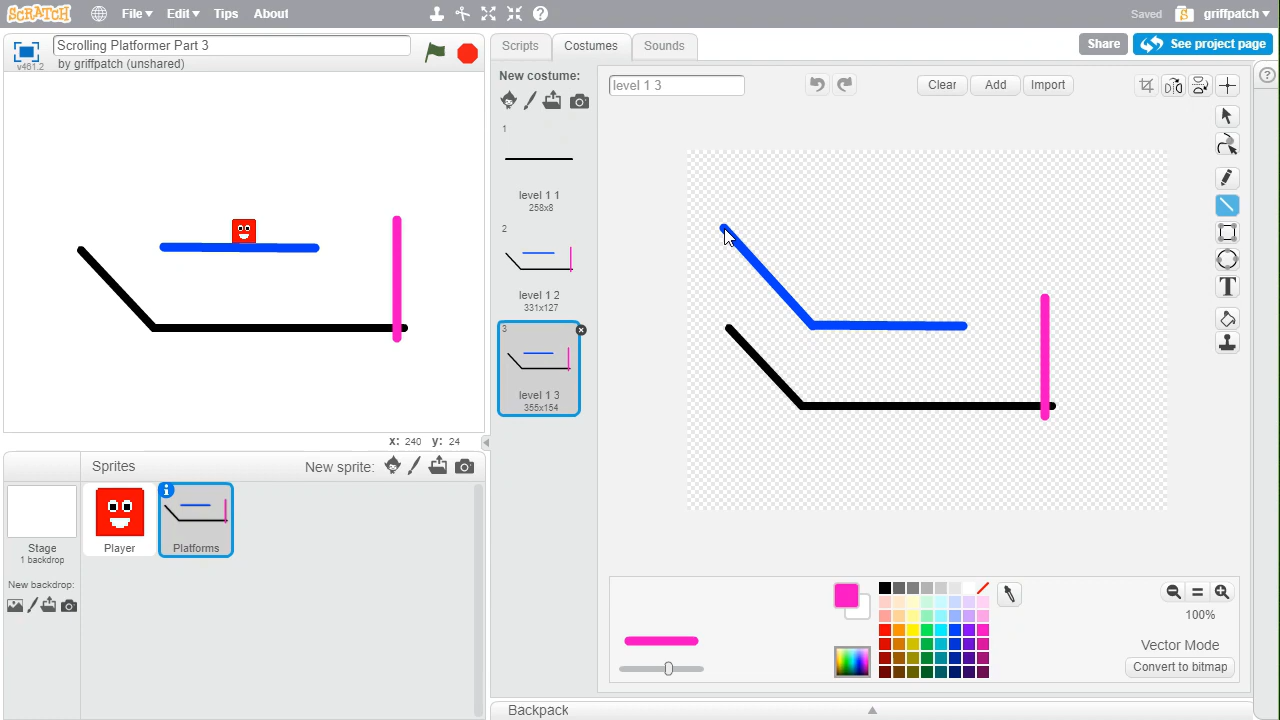 SCRATCH File▼ Edit▼ Tips About Saved griffpatch ▼
v461.2 Scrolling Platformer Part 3
by griffpatch (unshared)
Scripts Costumes Sounds Share See project page
New costume:
level 1 3 Clear Add Import
1
level 1 1
258x8
2
level 1 2
331x127
3
level 1 3
355x154
T
x: 240 y: 24
Sprites New sprite:
Stage
1 backdrop
New backdrop:
Player
Platforms
100%
Vector Mode
Convert to bitmap
Backpack